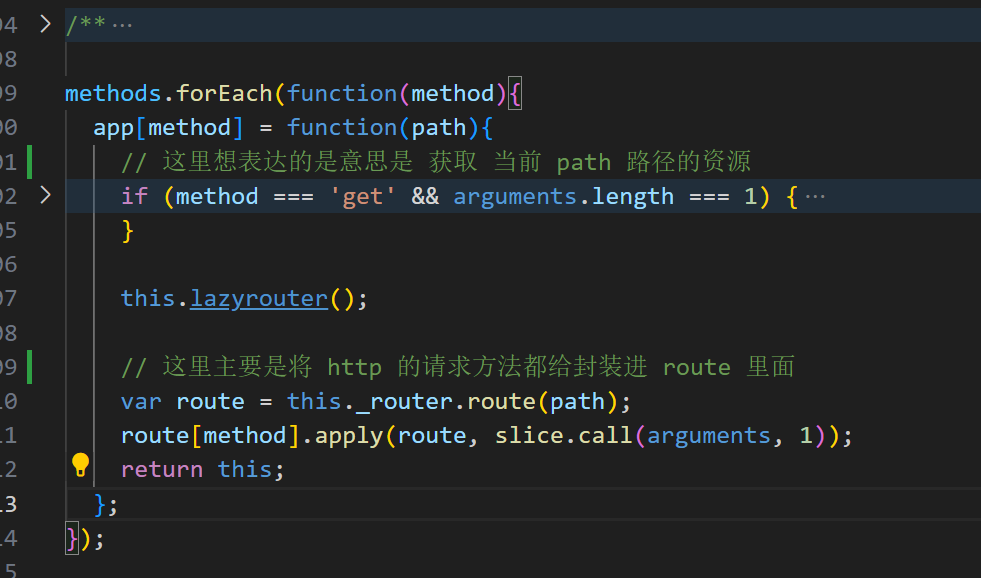 04 > /** ···
08
09 methods.forEach(function(method){
00 app[method] = function(path){
01 // 这里想表达的是意思是 获取 当前 path 路径的资源
02 > if (method === 'get' && arguments.length === 1) { ···
05 }
06
07 this.lazyrouter();
08
09 // 这里主要是将 http 的请求方法都给封装进 route 里面
10 var route = this._router.route(path);
11 route[method].apply(route, slice.call(arguments, 1));
12 return this;
13 };
14 });
15